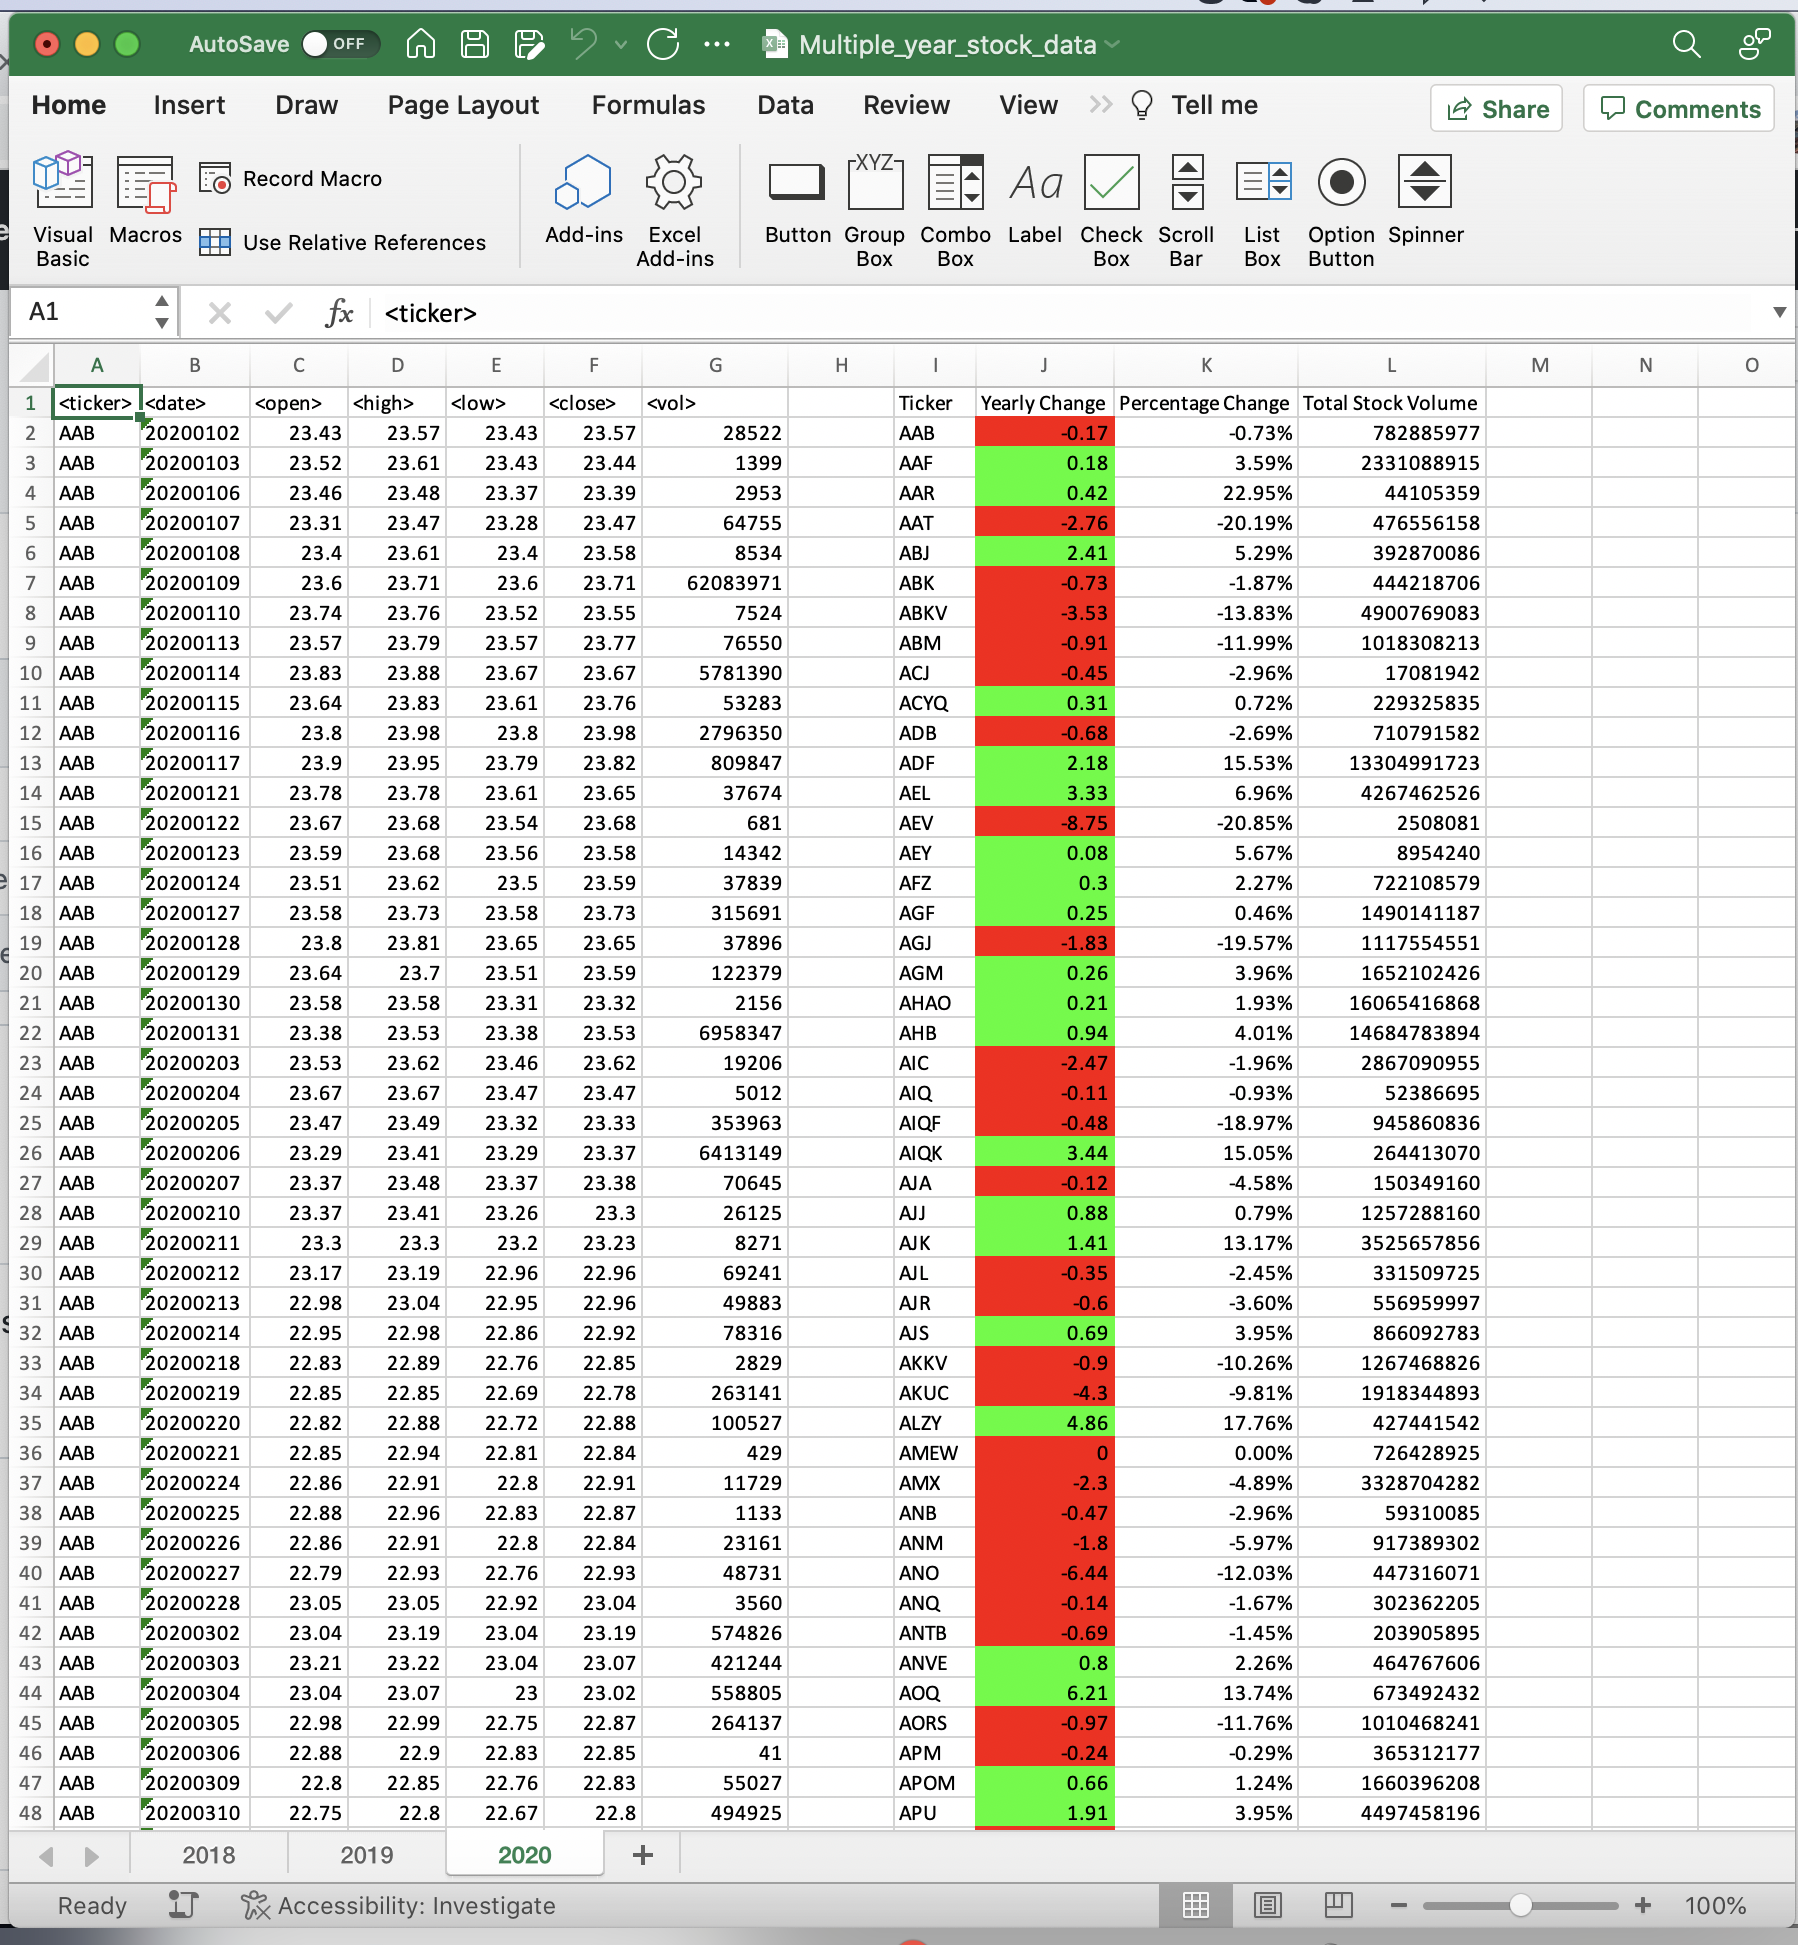 AutoSave OFF Multiple_year_stock_data
Home Insert Draw Page Layout Formulas Data Review View Tell me Share Comments
Visual Basic Macros Record Macro Use Relative References Add-ins Excel Add-ins Button Group Box XYZ Combo Box Aa Label Check Box Scroll Bar List Box Option Button Spinner
A1 fx <ticker>
A B C D E F G H I J K L M N O
1 <ticker> <date> <open> <high> <low> <close> <vol> Ticker Yearly Change Percentage Change Total Stock Volume
2 AAB 20200102 23.43 23.57 23.43 23.57 28522 AAB -0.17 -0.73% 782885977
3 AAB 20200103 23.52 23.61 23.43 23.44 1399 AAF 0.18 3.59% 2331088915
4 AAB 20200106 23.46 23.48 23.37 23.39 2953 AAR 0.42 22.95% 44105359
5 AAB 20200107 23.31 23.47 23.28 23.47 64755 AAT -2.76 -20.19% 476556158
6 AAB 20200108 23.4 23.61 23.4 23.58 8534 ABJ 2.41 5.29% 392870086
7 AAB 20200109 23.6 23.71 23.6 23.71 62083971 ABK -0.73 -1.87% 444218706
8 AAB 20200110 23.74 23.76 23.52 23.55 7524 ABKV -3.53 -13.83% 4900769083
9 AAB 20200113 23.57 23.79 23.57 23.77 76550 ABM -0.91 -11.99% 1018308213
10 AAB 20200114 23.83 23.88 23.67 23.67 5781390 ACJ -0.45 -2.96% 17081942
11 AAB 20200115 23.64 23.83 23.61 23.76 53283 ACYQ 0.31 0.72% 229325835
12 AAB 20200116 23.8 23.98 23.8 23.98 2796350 ADB -0.68 -2.69% 710791582
13 AAB 20200117 23.9 23.95 23.79 23.82 809847 ADF 2.18 15.53% 13304991723
14 AAB 20200121 23.78 23.78 23.61 23.65 37674 AEL 3.33 6.96% 4267462526
15 AAB 20200122 23.67 23.68 23.54 23.68 681 AEV -8.75 -20.85% 2508081
16 AAB 20200123 23.59 23.68 23.56 23.58 14342 AEY 0.08 5.67% 8954240
17 AAB 20200124 23.51 23.62 23.5 23.59 37839 AFZ 0.3 2.27% 722108579
18 AAB 20200127 23.58 23.73 23.58 23.73 315691 AGF 0.25 0.46% 1490141187
19 AAB 20200128 23.8 23.81 23.65 23.65 37896 AGJ -1.83 -19.57% 1117554551
20 AAB 20200129 23.64 23.7 23.51 23.59 122379 AGM 0.26 3.96% 1652102426
21 AAB 20200130 23.58 23.58 23.31 23.32 2156 AHAO 0.21 1.93% 16065416868
22 AAB 20200131 23.38 23.53 23.38 23.53 6958347 AHB 0.94 4.01% 14684783894
23 AAB 20200203 23.53 23.62 23.46 23.62 19206 AIC -2.47 -1.96% 2867090955
24 AAB 20200204 23.67 23.67 23.47 23.47 5012 AIQ -0.11 -0.93% 52386695
25 AAB 20200205 23.47 23.49 23.32 23.33 353963 AIQF -0.48 -18.97% 945860836
26 AAB 20200206 23.29 23.41 23.29 23.37 6413149 AIQK 3.44 15.05% 264413070
27 AAB 20200207 23.37 23.48 23.37 23.38 70645 AJA -0.12 -4.58% 150349160
28 AAB 20200210 23.37 23.41 23.26 23.3 26125 AJJ 0.88 0.79% 1257288160
29 AAB 20200211 23.3 23.3 23.2 23.23 8271 AJK 1.41 13.17% 3525657856
30 AAB 20200212 23.17 23.19 22.96 22.96 69241 AJL -0.35 -2.45% 331509725
31 AAB 20200213 22.98 23.04 22.95 22.96 49883 AJR -0.6 -3.60% 556959997
32 AAB 20200214 22.95 22.98 22.86 22.92 78316 AJS 0.69 3.95% 866092783
33 AAB 20200218 22.83 22.89 22.76 22.85 2829 AKKV -0.9 -10.26% 1267468826
34 AAB 20200219 22.85 22.85 22.69 22.78 263141 AKUC -4.3 -9.81% 1918344893
35 AAB 20200220 22.82 22.88 22.72 22.88 100527 ALZY 4.86 17.76% 427441542
36 AAB 20200221 22.85 22.94 22.81 22.84 429 AMEW 0 0.00% 726428925
37 AAB 20200224 22.86 22.91 22.8 22.91 11729 AMX -2.3 -4.89% 3328704282
38 AAB 20200225 22.88 22.96 22.83 22.87 1133 ANB -0.47 -2.96% 59310085
39 AAB 20200226 22.86 22.91 22.8 22.84 23161 ANM -1.8 -5.97% 917389302
40 AAB 20200227 22.79 22.93 22.76 22.93 48731 ANO -6.44 -12.03% 447316071
41 AAB 20200228 23.05 23.05 22.92 23.04 3560 ANQ -0.14 -1.67% 302362205
42 AAB 20200302 23.04 23.19 23.04 23.19 574826 ANTB -0.69 -1.45% 203905895
43 AAB 20200303 23.21 23.22 23.04 23.07 421244 ANVE 0.8 2.26% 464767606
44 AAB 20200304 23.04 23.07 23 23.02 558805 AOQ 6.21 13.74% 673492432
45 AAB 20200305 22.98 22.99 22.75 22.87 264137 AORS -0.97 -11.76% 1010468241
46 AAB 20200306 22.88 22.9 22.83 22.85 41 APM -0.24 -0.29% 365312177
47 AAB 20200309 22.8 22.85 22.76 22.83 55027 APOM 0.66 1.24% 1660396208
48 AAB 20200310 22.75 22.8 22.67 22.8 494925 APU 1.91 3.95% 4497458196
2018 2019 2020
Ready Accessibility: Investigate 100%